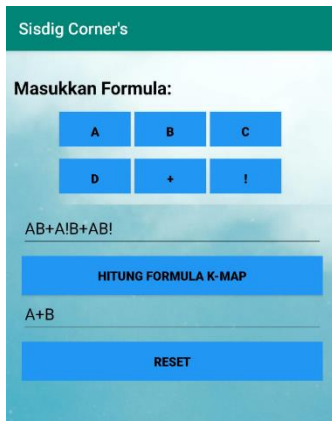 Sisdig Corner's
Masukkan Formula:
A B C
D + !
AB+A!B+AB!
HITUNG FORMULA K-MAP
A+B
RESET